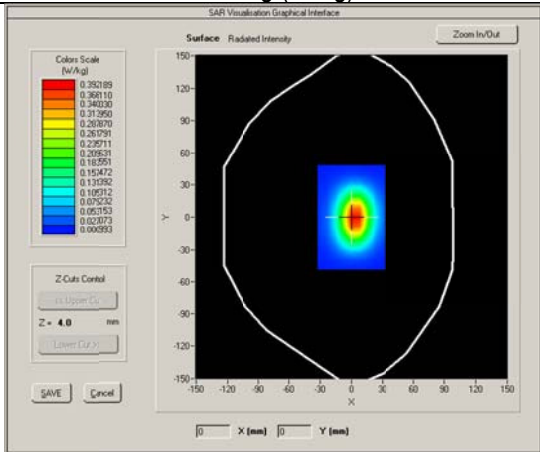 SAR Visualisation Graphical Interface
Surface Radiated Intensity
Zoom In/Out
Colors Scale
(W/kg)
0.392189
0.366110
0.340030
0.313950
0.287870
0.261791
0.235711
0.209631
0.183551
0.157472
0.131392
0.105312
0.079232
0.053153
0.027073
0.000993
150
120
90
60
30
0
-30
-60
-90
-120
-150
Y
-150 -120 -90 -60 -30 0 30 60 90 120 150
X
Z-Cuts Control
Z = 4.0 mm
SAVE Cancel
0 X (mm) 0 Y (mm)